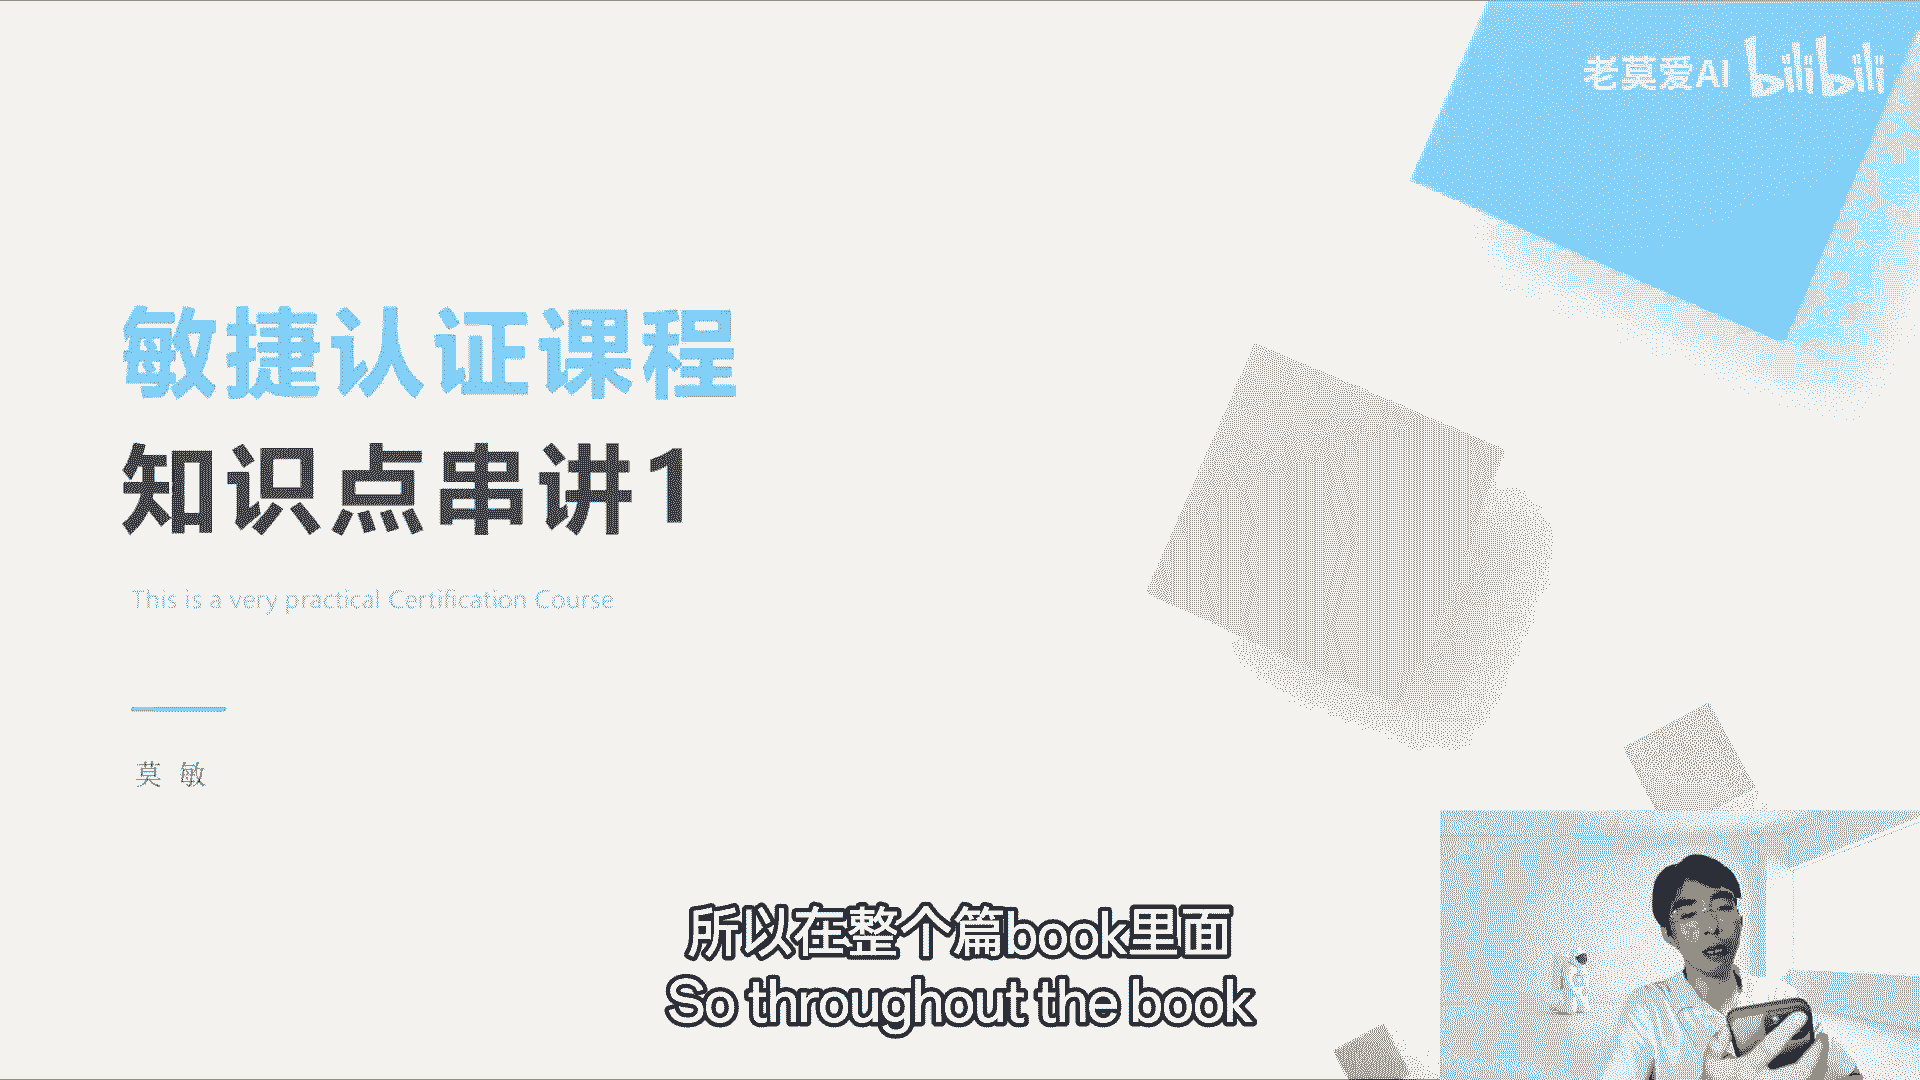 老莫爱AI bilibili
敏捷认证课程
知识点串讲1
This is a very practical Certification Course
莫 敏
所以在整个篇book里面
So throughout the book